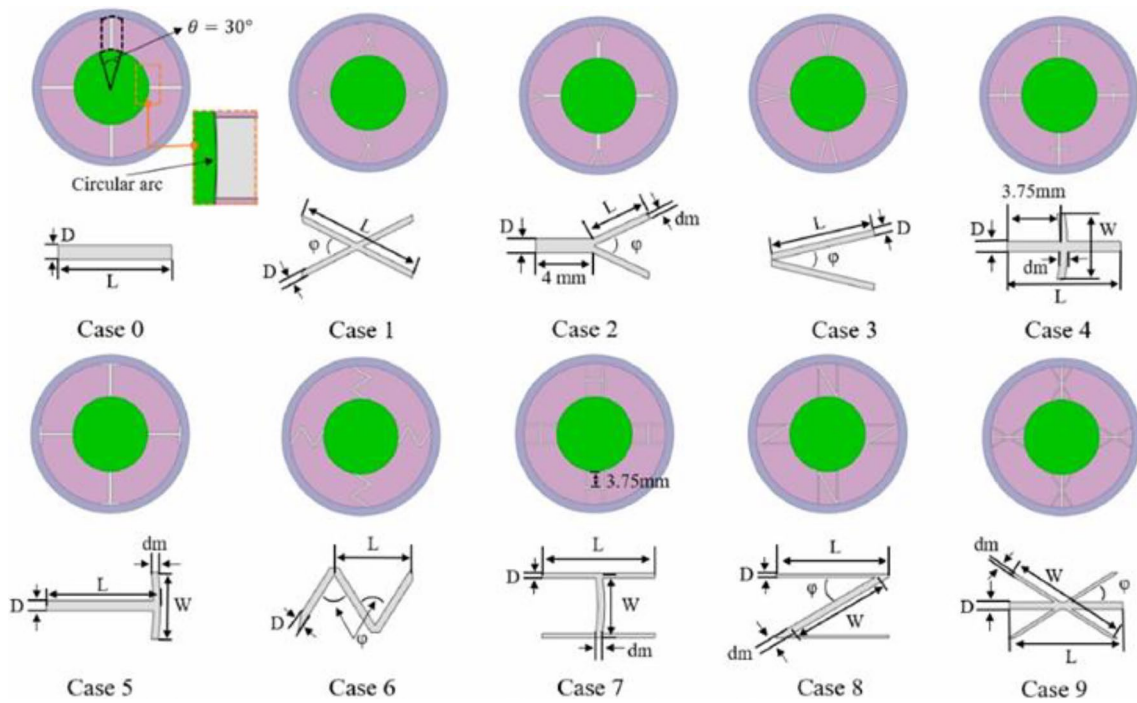 θ = 30°
Circular arc
D
L
Case 0
L
φ
D
Case 1
L
dm
D
φ
4 mm
Case 2
L
D
φ
Case 3
3.75mm
D
W
dm
L
Case 4
dm
L
D
W
Case 5
L
D
φ
Case 6
3.75mm
L
D
W
dm
Case 7
L
D
φ
W
dm
Case 8
dm
W
φ
D
L
Case 9